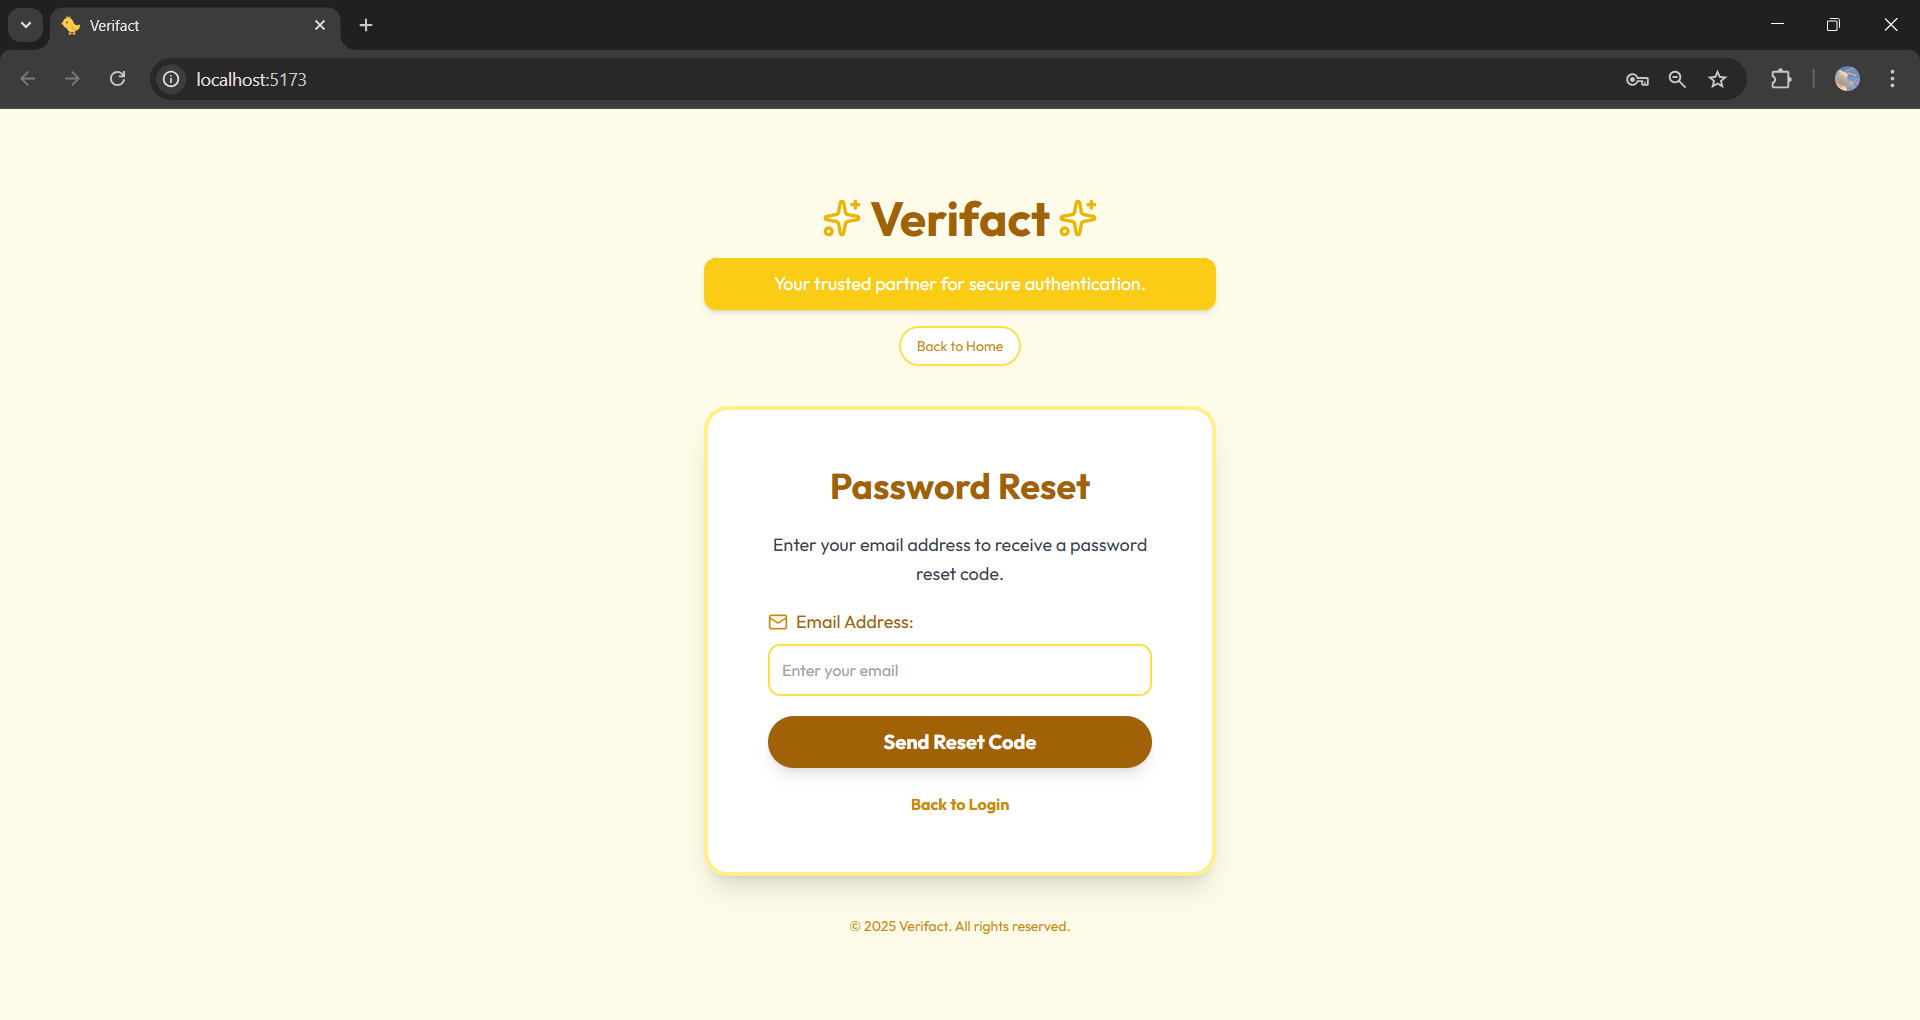 Verifact
localhost:5173
Verifact
Your trusted partner for secure authentication.
Back to Home
Password Reset
Enter your email address to receive a password
reset code.
Email Address:
Enter your email
Send Reset Code
Back to Login
© 2025 Verifact. All rights reserved.